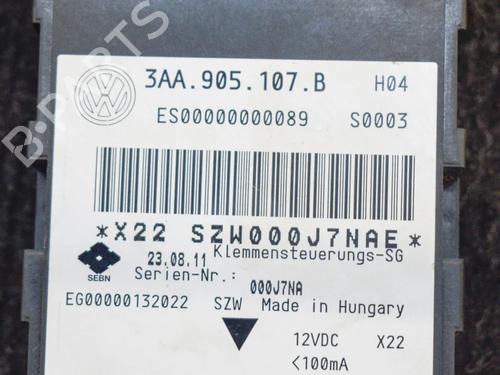 3AA.905.107.B H04
ES00000000089 S0003
*X22 SZW000J7NAE*
23.08.11 Klemmensteuerungs-SG
SEBN Serien-Nr.: 000J7NA
EG00000132022 SZW Made in Hungary
12VDC X22
<100mA
B-PARTS